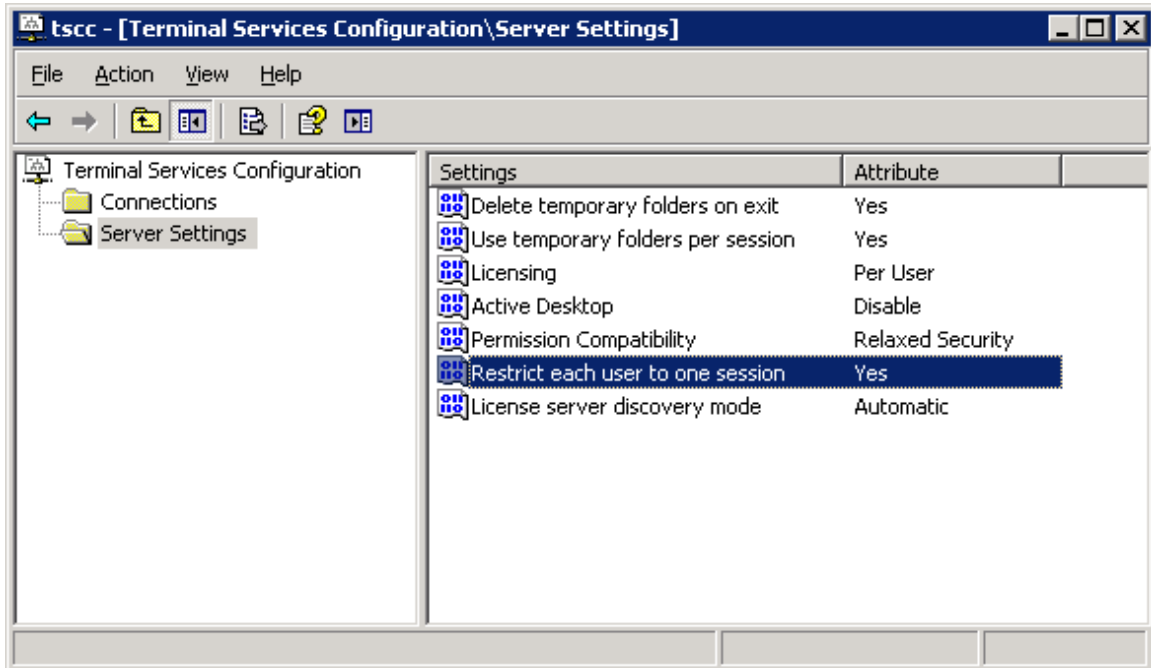 tscc - [Terminal Services Configuration\Server Settings]
File Action View Help
Terminal Services Configuration
Connections
Server Settings
Settings Attribute
Delete temporary folders on exit Yes
Use temporary folders per session Yes
Licensing Per User
Active Desktop Disable
Permission Compatibility Relaxed Security
Restrict each user to one session Yes
License server discovery mode Automatic